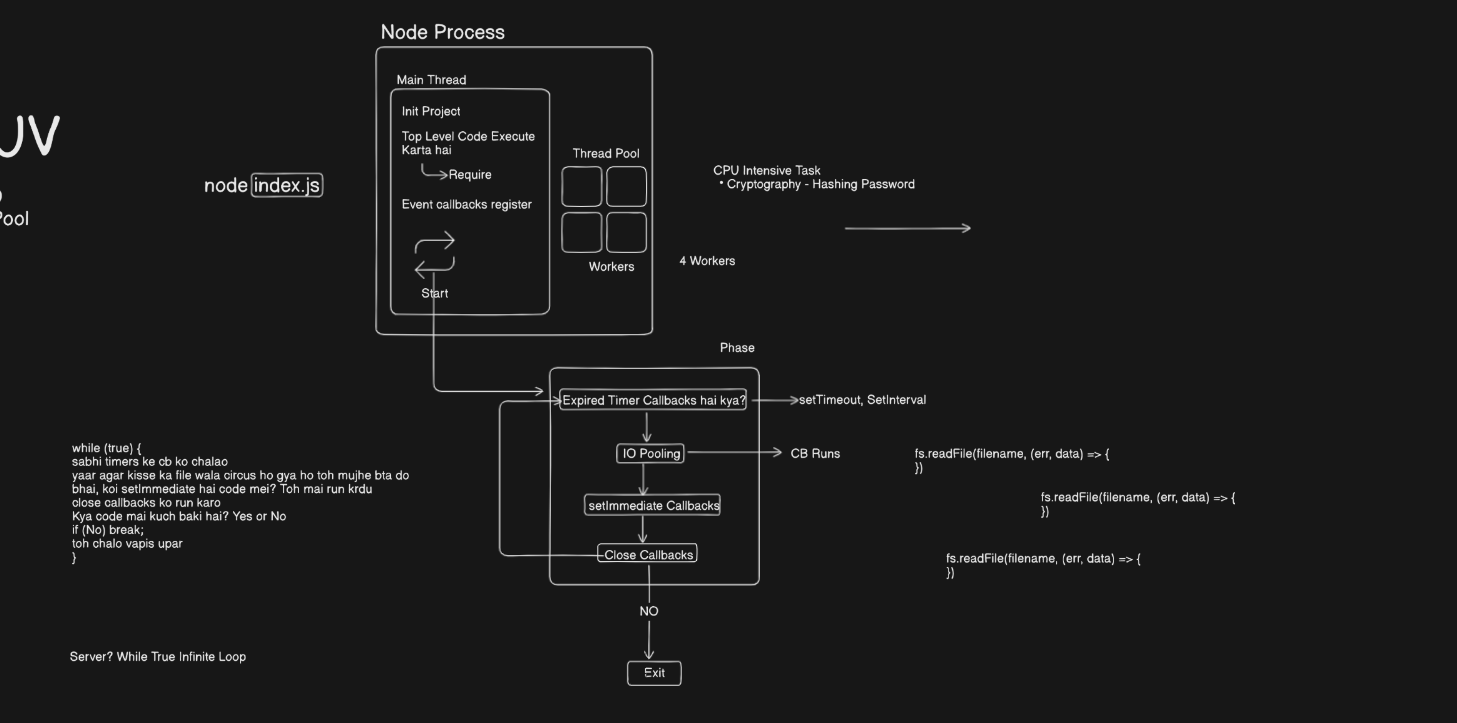 Node Process
Main Thread
Init Project
Top Level Code Execute
Karta hai
Require
Event callbacks register
Start
Thread Pool
Workers
4 Workers
UV
Pool
node index.js
CPU Intensive Task
• Cryptography - Hashing Password
Phase
Expired Timer Callbacks hai kya?
setTimeout, SetInterval
IO Pooling
CB Runs
setImmediate Callbacks
Close Callbacks
NO
Exit
fs.readFile(filename, (err, data) => {
})
fs.readFile(filename, (err, data) => {
})
fs.readFile(filename, (err, data) => {
})
while (true) {
sabhi timers ke cb ko chalao
yaar agar kisse ka file wala circus ho gya ho toh mujhe bta do
bhai, koi setImmediate hai code mei? Toh mai run krdu
close callbacks ko run karo
Kya code mai kuch baki hai? Yes or No
if (No) break;
toh chalo vapis upar
}
Server? While True Infinite Loop